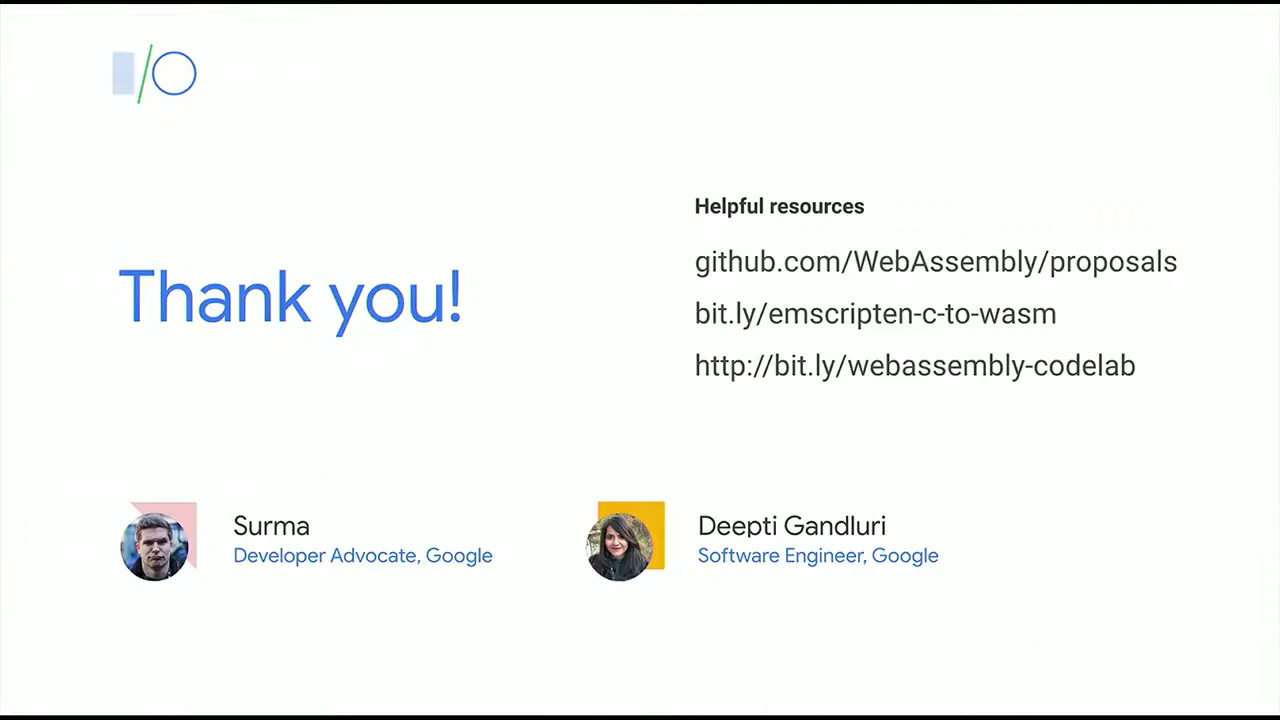 I/O
Thank you!
Helpful resources
github.com/WebAssembly/proposals
bit.ly/emscripten-c-to-wasm
http://bit.ly/webassembly-codelab
Surma
Developer Advocate, Google
Deepti Gandluri
Software Engineer, Google